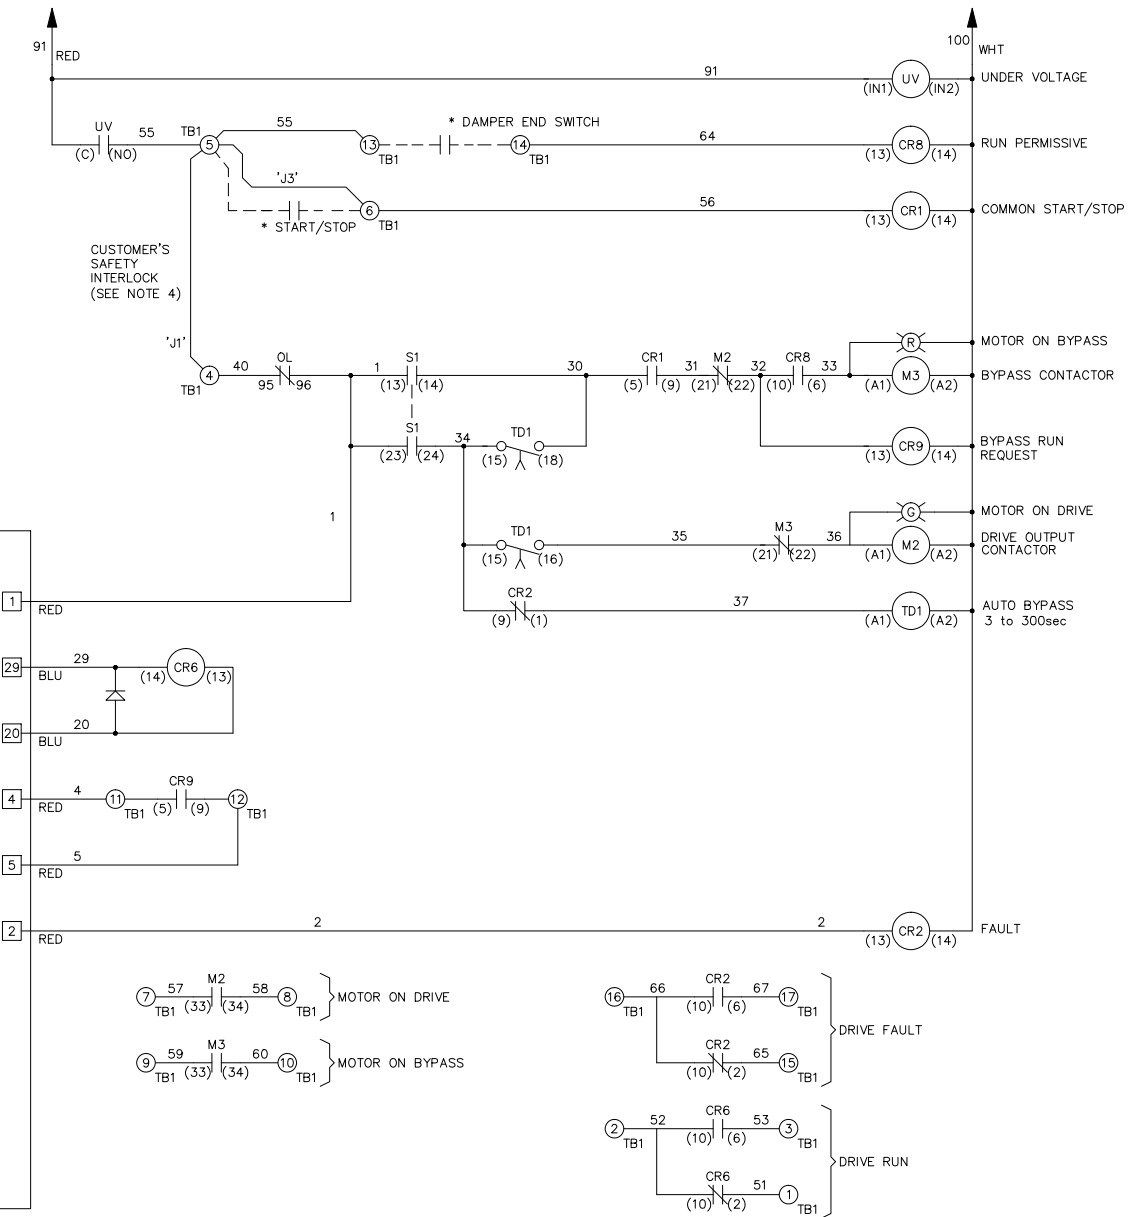 91
RED
100
WHT
91
(IN1)
UV
(IN2)
UNDER VOLTAGE
UV
55
(C)
(NO)
TB1
5
55
13
TB1
* DAMPER END SWITCH
14
TB1
64
(13)
CR8
(14)
RUN PERMISSIVE
'J3'
* START/STOP
6
TB1
56
(13)
CR1
(14)
COMMON START/STOP
CUSTOMER'S
SAFETY
INTERLOCK
(SEE NOTE 4)
'J1'
4
TB1
40
OL
95
96
1
S1
(13)
(14)
30
CR1
(5)
(9)
31
M2
(21)
(22)
32
CR8
(10)
(6)
33
R
MOTOR ON BYPASS
(A1)
M3
(A2)
BYPASS CONTACTOR
S1
(23)
(24)
34
TD1
(15)
(18)
(13)
CR9
(14)
BYPASS RUN
REQUEST
1
TD1
(15)
(16)
35
M3
(21)
(22)
36
G
MOTOR ON DRIVE
(A1)
M2
(A2)
DRIVE OUTPUT
CONTACTOR
1
RED
CR2
(9)
(1)
37
(A1)
TD1
(A2)
AUTO BYPASS
3 to 300sec
29
BLU
29
(14)
CR6
(13)
20
BLU
20
4
RED
4
11
TB1
CR9
(5)
(9)
12
TB1
5
RED
5
2
RED
2
2
(13)
CR2
(14)
FAULT
7
TB1
57
M2
(33)
(34)
58
8
TB1
MOTOR ON DRIVE
9
TB1
59
M3
(33)
(34)
60
10
TB1
MOTOR ON BYPASS
16
TB1
66
CR2
(10)
(6)
67
17
TB1
CR2
(10)
(2)
65
15
TB1
DRIVE FAULT
2
TB1
52
CR6
(10)
(6)
53
3
TB1
CR6
(10)
(2)
51
1
TB1
DRIVE RUN